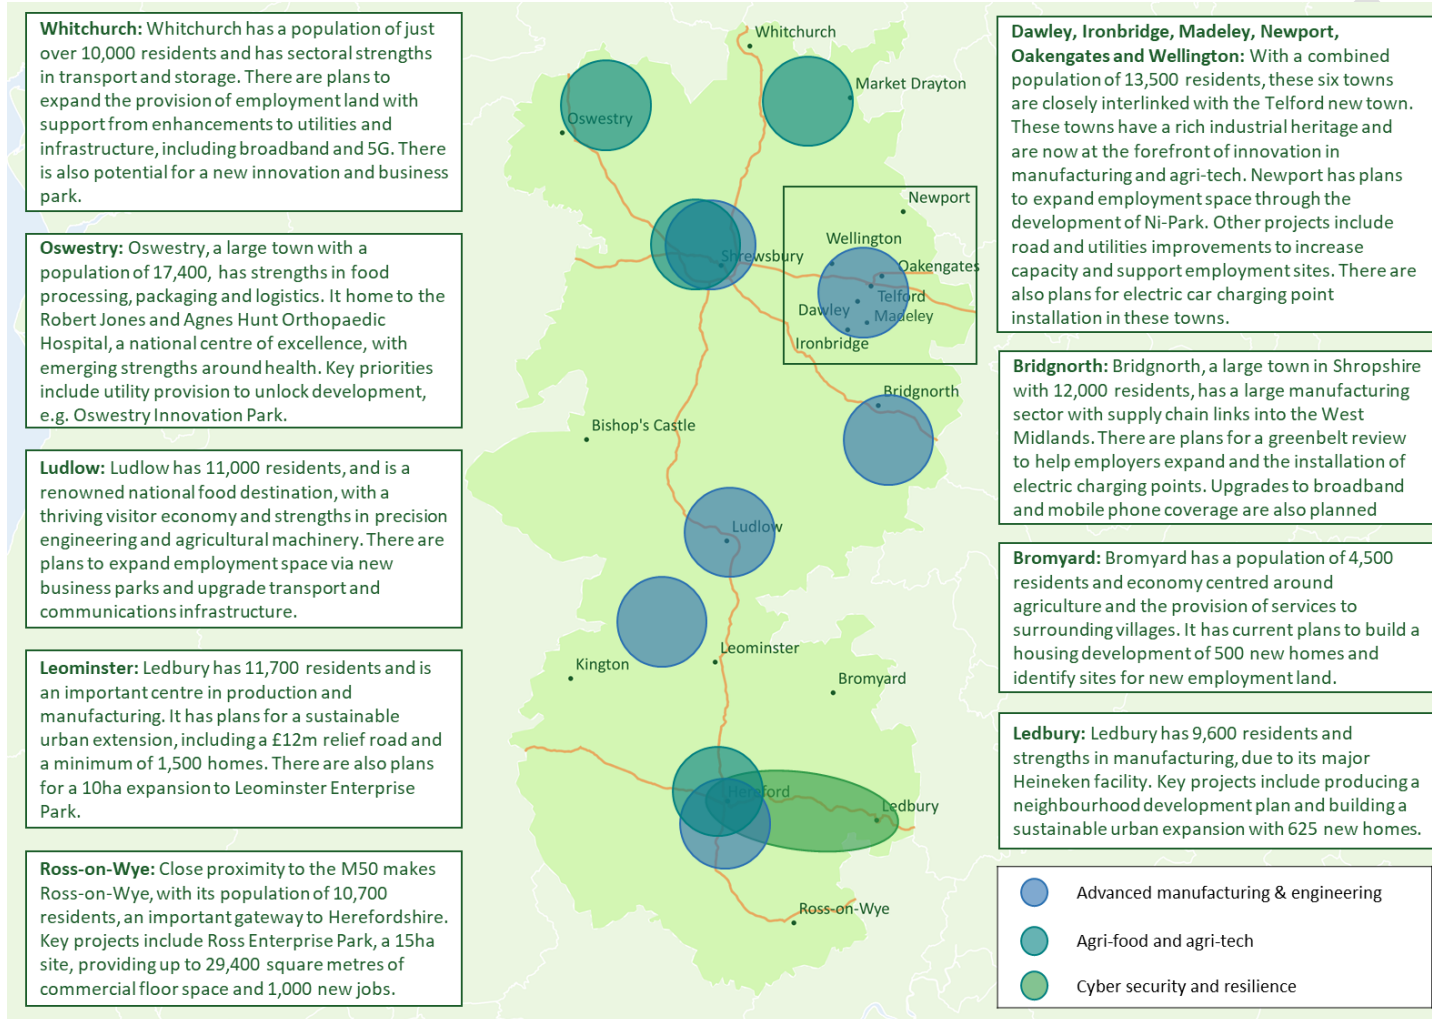 Whitchurch: Whitchurch has a population of just
over 10,000 residents and has sectoral strengths
in transport and storage. There are plans to
expand the provision of employment land with
support from enhancements to utilities and
infrastructure, including broadband and 5G. There
is also potential for a new innovation and business
park.
Oswestry: Oswestry, a large town with a
population of 17,400, has strengths in food
processing, packaging and logistics. It home to the
Robert Jones and Agnes Hunt Orthopaedic
Hospital, a national centre of excellence, with
emerging strengths around health. Key priorities
include utility provision to unlock development,
e.g. Oswestry Innovation Park.
Ludlow: Ludlow has 11,000 residents, and is a
renowned national food destination, with a
thriving visitor economy and strengths in precision
engineering and agricultural machinery. There are
plans to expand employment space via new
business parks and upgrade transport and
communications infrastructure.
Leominster: Ledbury has 11,700 residents and is
an important centre in production and
manufacturing. It has plans for a sustainable
urban extension, including a £12m relief road and
a minimum of 1,500 homes. There are also plans
for a 10ha expansion to Leominster Enterprise
Park.
Ross-on-Wye: Close proximity to the M50 makes
Ross-on-Wye, with its population of 10,700
residents, an important gateway to Herefordshire.
Key projects include Ross Enterprise Park, a 15ha
site, providing up to 29,400 square metres of
commercial floor space and 1,000 new jobs.
Whitchurch
Market Drayton
Oswestry
Newport
Wellington
Shrewsbury
Oakengates
Telford
Dawley
Madeley
Ironbridge
Bridgnorth
Bishop's Castle
Ludlow
Leominster
Kington
Bromyard
Hereford
Ledbury
Ross-on-Wye
Dawley, Ironbridge, Madeley, Newport,
Oakengates and Wellington: With a combined
population of 13,500 residents, these six towns
are closely interlinked with the Telford new town.
These towns have a rich industrial heritage and
are now at the forefront of innovation in
manufacturing and agri-tech. Newport has plans
to expand employment space through the
development of Ni-Park. Other projects include
road and utilities improvements to increase
capacity and support employment sites. There are
also plans for electric car charging point
installation in these towns.
Bridgnorth: Bridgnorth, a large town in Shropshire
with 12,000 residents, has a large manufacturing
sector with supply chain links into the West
Midlands. There are plans for a greenbelt review
to help employers expand and the installation of
electric charging points. Upgrades to broadband
and mobile phone coverage are also planned
Bromyard: Bromyard has a population of 4,500
residents and economy centred around
agriculture and the provision of services to
surrounding villages. It has current plans to build a
housing development of 500 new homes and
identify sites for new employment land.
Ledbury: Ledbury has 9,600 residents and
strengths in manufacturing, due to its major
Heineken facility. Key projects include producing a
neighbourhood development plan and building a
sustainable urban expansion with 625 new homes.
Advanced manufacturing & engineering
Agri-food and agri-tech
Cyber security and resilience